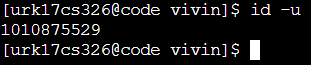 [urk17cs326@code vivin]$ id -u
1010875529
[urk17cs326@code vivin]$